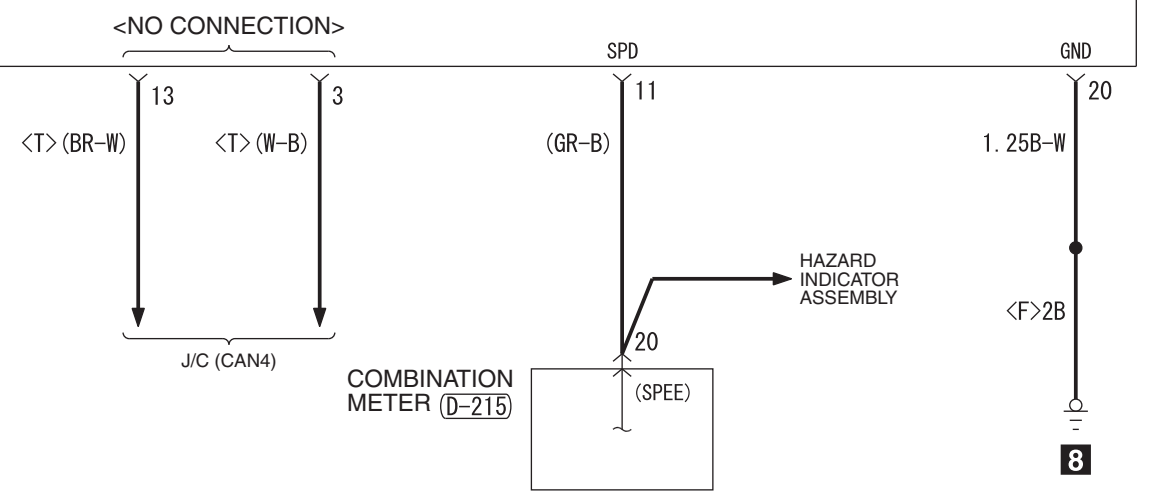 <NO CONNECTION>
SPD
GND
13
3
11
20
<T>(BR-W)
<T>(W-B)
(GR-B)
1.25B-W
HAZARD
INDICATOR
ASSEMBLY
<F>2B
20
J/C (CAN4)
COMBINATION
METER D-215
(SPEE)
8